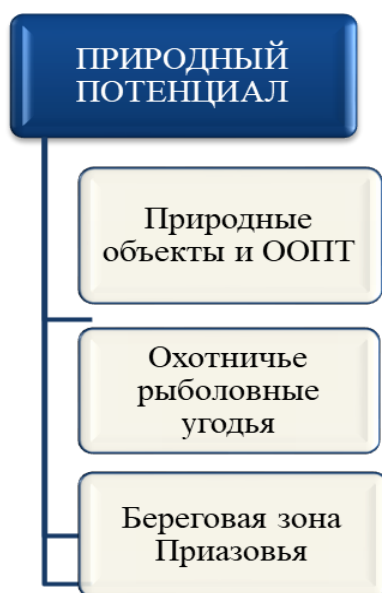 ПРИРОДНЫЙ
ПОТЕНЦИАЛ
Природные
объекты и ООПТ
Охотничье
рыболовные
угодья
Береговая зона
Приазовья